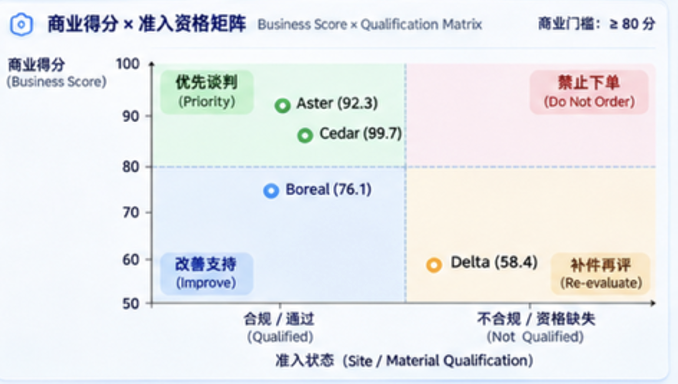 商业得分 × 准入资格矩阵 Business Score × Qualification Matrix 商业门槛：≥ 80 分
商业得分
(Business Score)
100
优先谈判
(Priority)
禁止下单
(Do Not Order)
Aster (92.3)
90
Cedar (99.7)
80
Boreal (76.1)
70
60
Delta (58.4)
改善支持
(Improve)
补件再评
(Re-evaluate)
50
合规 / 通过
(Qualified)
不合规 / 资格缺失
(Not Qualified)
准入状态（Site / Material Qualification)